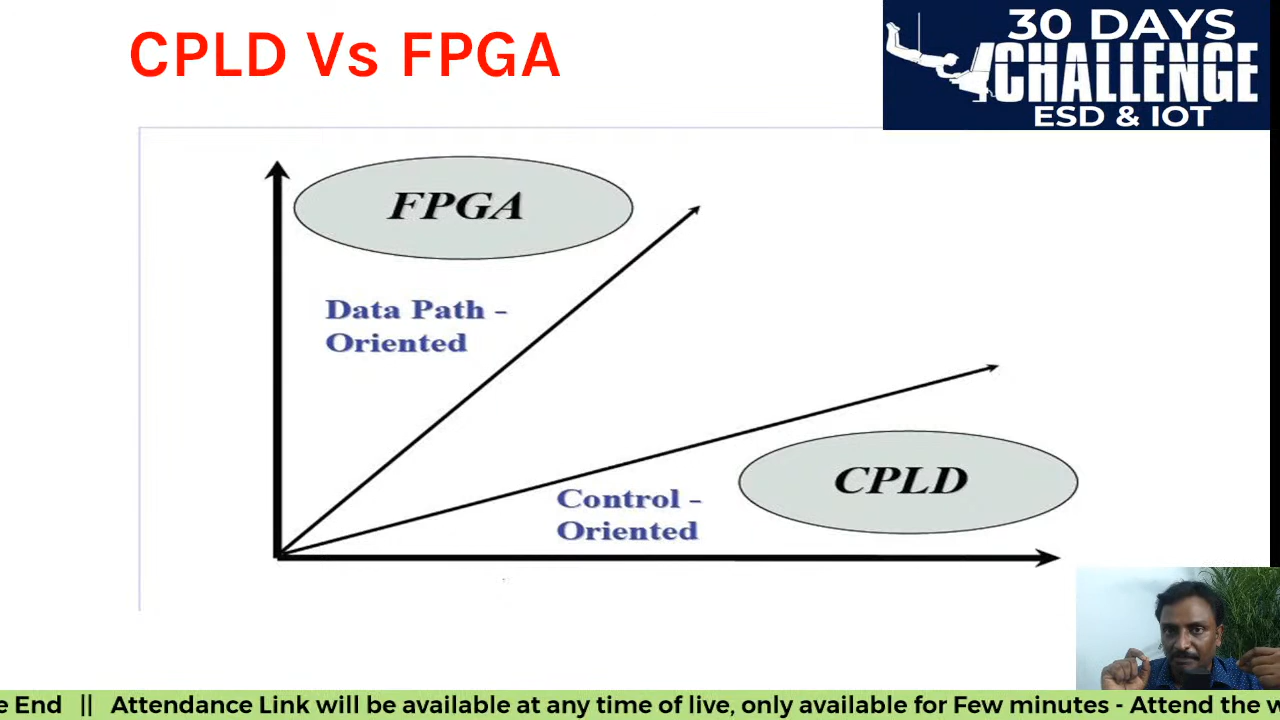 CPLD Vs FPGA
30 DAYS
CHALLENGE
ESD & IOT
FPGA
Data Path -
Oriented
Control -
Oriented
CPLD
e End || Attendance Link will be available at any time of live, only available for Few minutes - Attend the w